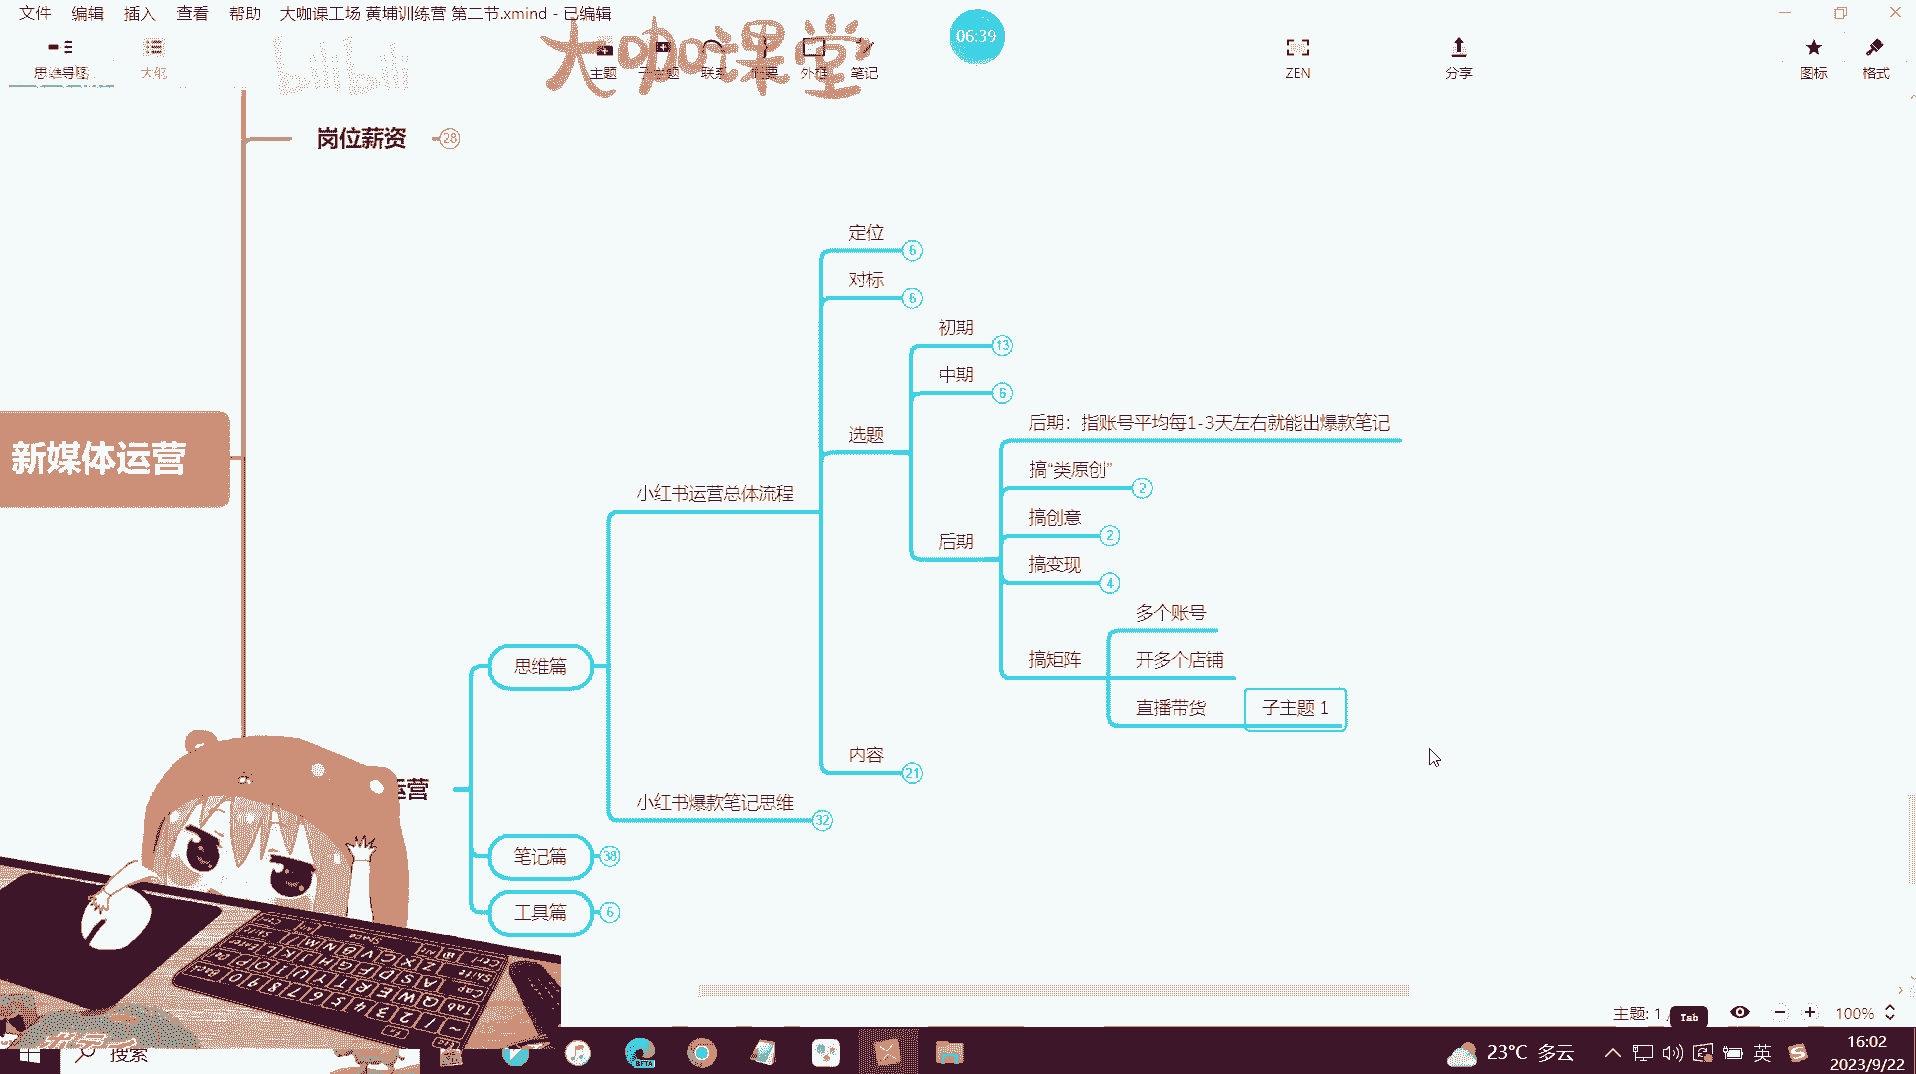 文件 编辑 插入 查看 帮助 大咖课工场 黄埔训练营 第二节.xmind - 已编辑
思维导图 大纲 主题 子主题 联系 概要 外框 笔记 ZEN 分享 图标 格式
bilibili
大咖课堂
06:39
岗位薪资 28
定位 6
对标 6
初期 13
中期 6
后期：指账号平均每1-3天左右就能出爆款笔记
选题
新媒体运营
搞“类原创” 2
小红书运营总体流程
搞创意 2
后期
搞变现 4
多个账号
搞矩阵
开多个店铺
思维篇
直播带货 子主题 1
内容 21
运营
小红书爆款笔记思维 32
笔记篇 38
工具篇 6
主题: 1 /
Tab
100%
搜索
BETA
23°C 多云
英
16:02
2023/9/22